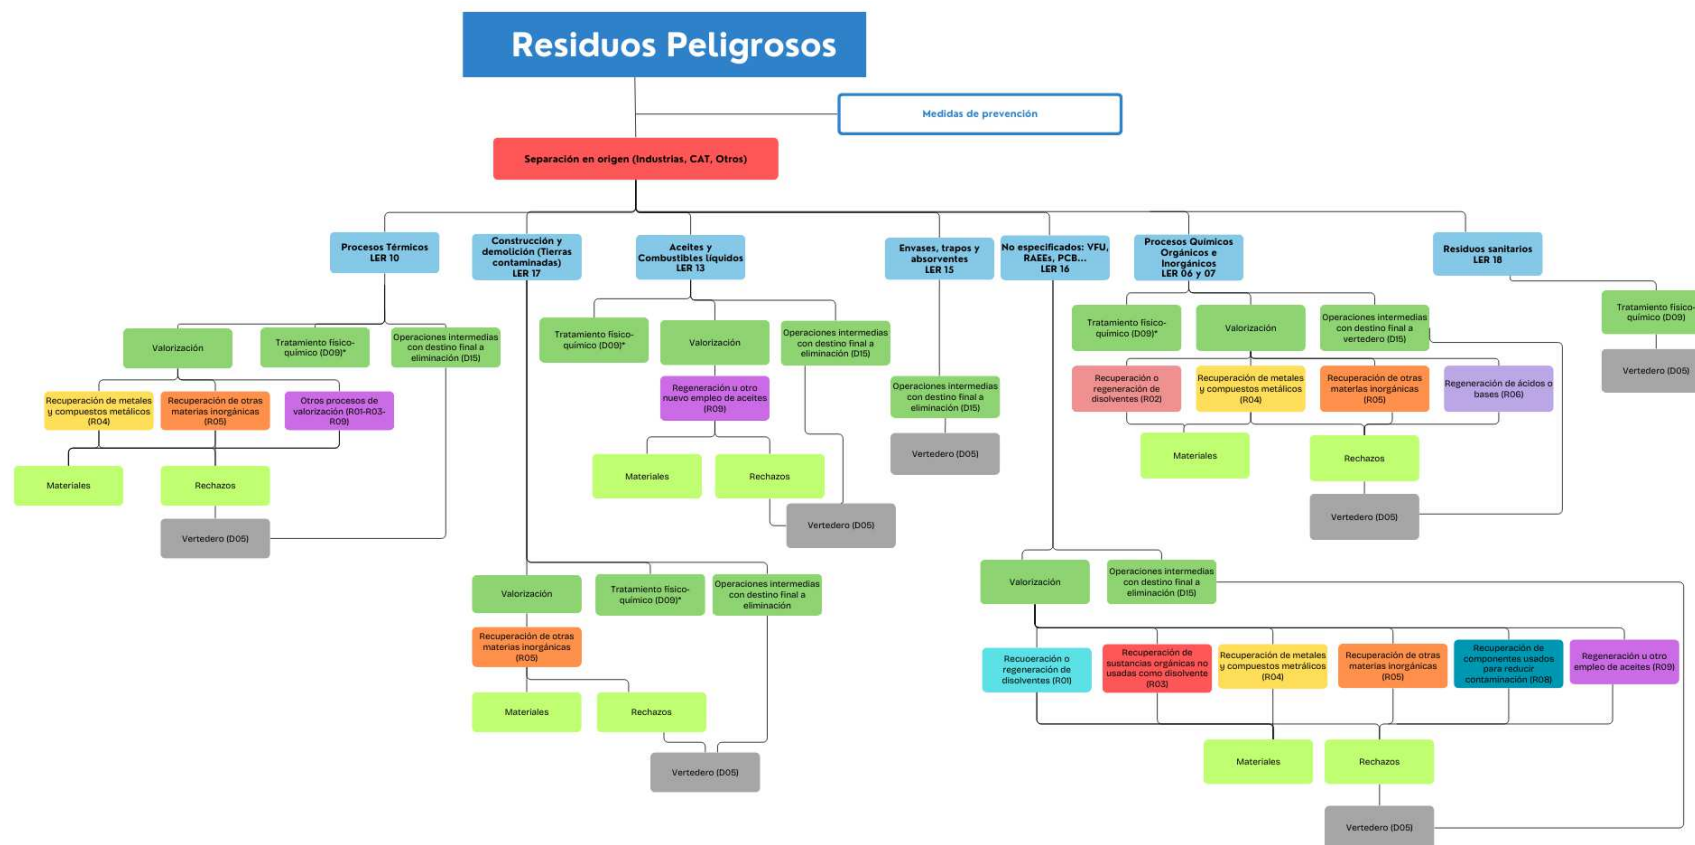 Residuos Peligrosos
Medidas de prevención
Separación en origen (Industrias, CAT, Otros)
Procesos Térmicos
LER 10
Construcción y
demolición (Tierras
contaminadas)
LER 17
Aceites y
Combustibles líquidos
LER 13
Envases, trapos y
absorventes
LER 15
No especificados: VFU,
RAEEs, PCB...
LER 16
Procesos Químicos
Orgánicos e
Inorgánicos
LER 06 y 07
Residuos sanitarios
LER 18
Valorización
Tratamiento físico-
químico (D09)*
Operaciones intermedias
con destino final a
eliminación (D15)
Recuperación de metales
y compuestos metálicos
(R04)
Recuperación de otras
materias inorgánicas
(R05)
Otros procesos de
valorización (R01-R03-
R09)
Materiales
Rechazos
Vertedero (D05)
Valorización
Tratamiento físico-
químico (D09)*
Operaciones intermedias
con destino final a
eliminación
Recuperación de otras
materias inorgánicas
(R05)
Materiales
Rechazos
Vertedero (D05)
Tratamiento físico-
químico (D09)*
Valorización
Operaciones intermedias
con destino final a
eliminación (D15)
Regeneración u otro
nuevo empleo de aceites
(R09)
Materiales
Rechazos
Vertedero (D05)
Operaciones intermedias
con destino final a
eliminación (D15)
Vertedero (D05)
Valorización
Operaciones intermedias
con destino final a
eliminación (D15)
Recuoeración o
regeneración de
disolventes (R01)
Recuperación de
sustancias orgánicas no
usadas como disolvente
(R03)
Recuperación de metales
y compuestos metrálicos
(R04)
Recuperación de otras
materias inorgánicas
(R05)
Recuperación de
componentes usados
para reducir
contaminación (R08)
Regeneración u otro
empleo de aceites (R09)
Materiales
Rechazos
Vertedero (D05)
Tratamiento físico-
químico (D09)*
Valorización
Operaciones intermedias
con destino final a
vertedero (D15)
Recuperación o
regeneración de
disolventes (R02)
Recuperación de metales
y compuestos metálicos
(R04)
Recuperación de otras
materIas inorgánicas
(R05)
Regeneración de ácidos o
bases (R06)
Materiales
Rechazos
Vertedero (D05)
Tratamiento físico-
químico (D09)
Vertedero (D05)